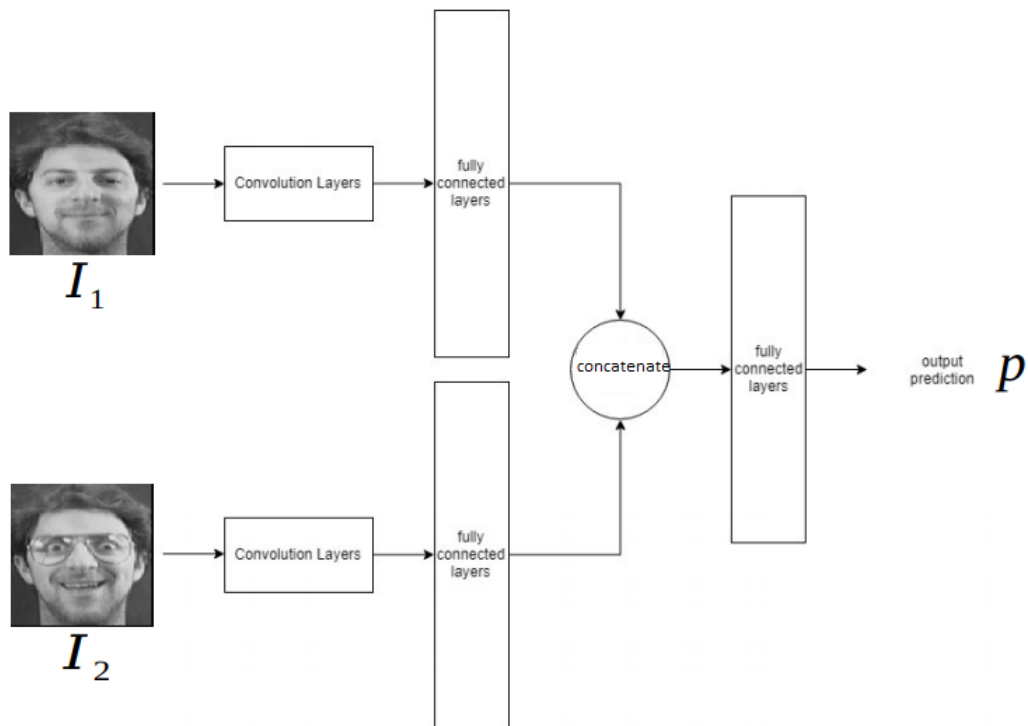 I₁
Convolution Layers
fully
connected
layers
concatenate
fully
connected
layers
output
prediction
p
I₂
Convolution Layers
fully
connected
layers